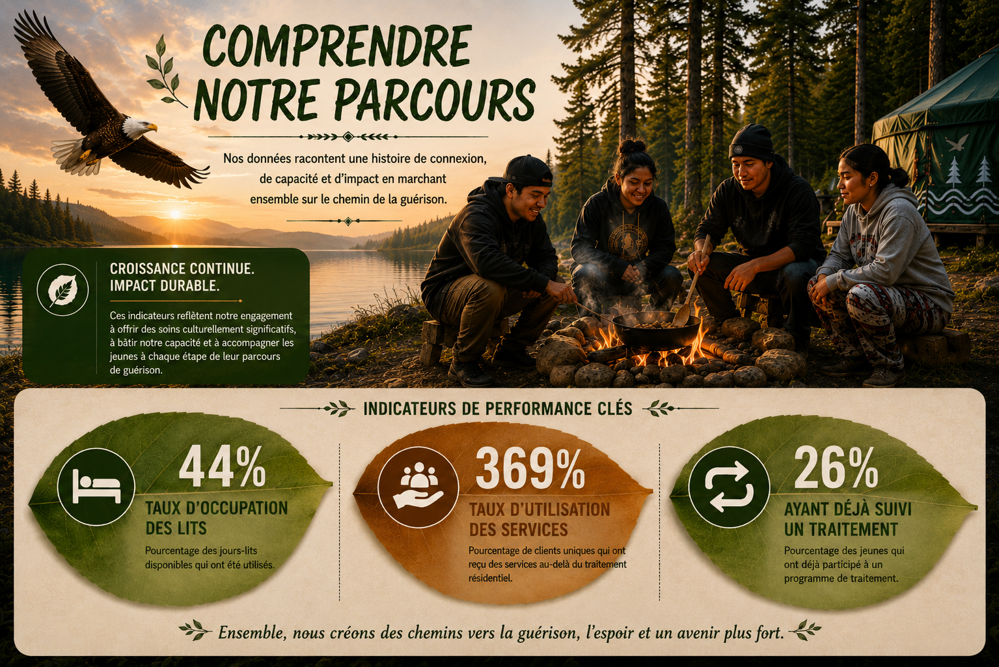 COMPRENDRE
NOTRE PARCOURS
Nos données racontent une histoire de connexion,
de capacité et d'impact en marchant
ensemble sur le chemin de la guérison.
CROISSANCE CONTINUE.
IMPACT DURABLE.
Ces indicateurs reflètent notre engagement
à offrir des soins culturellement significatifs,
à bâtir notre capacité et à accompagner les
jeunes à chaque étape de leur parcours
de guérison.
INDICATEURS DE PERFORMANCE CLÉS
44%
TAUX D'OCCUPATION
DES LITS
Pourcentage des jours-lits
disponibles qui ont été utilisés.
369%
TAUX D'UTILISATION
DES SERVICES
Pourcentage de clients uniques qui ont
reçu des services au-delà du traitement
résidentiel.
26%
AYANT DÉJÀ SUIVI
UN TRAITEMENT
Pourcentage des jeunes qui
ont déjà participé à un
programme de traitement.
Ensemble, nous créons des chemins vers la guérison, l'espoir et un avenir plus fort.